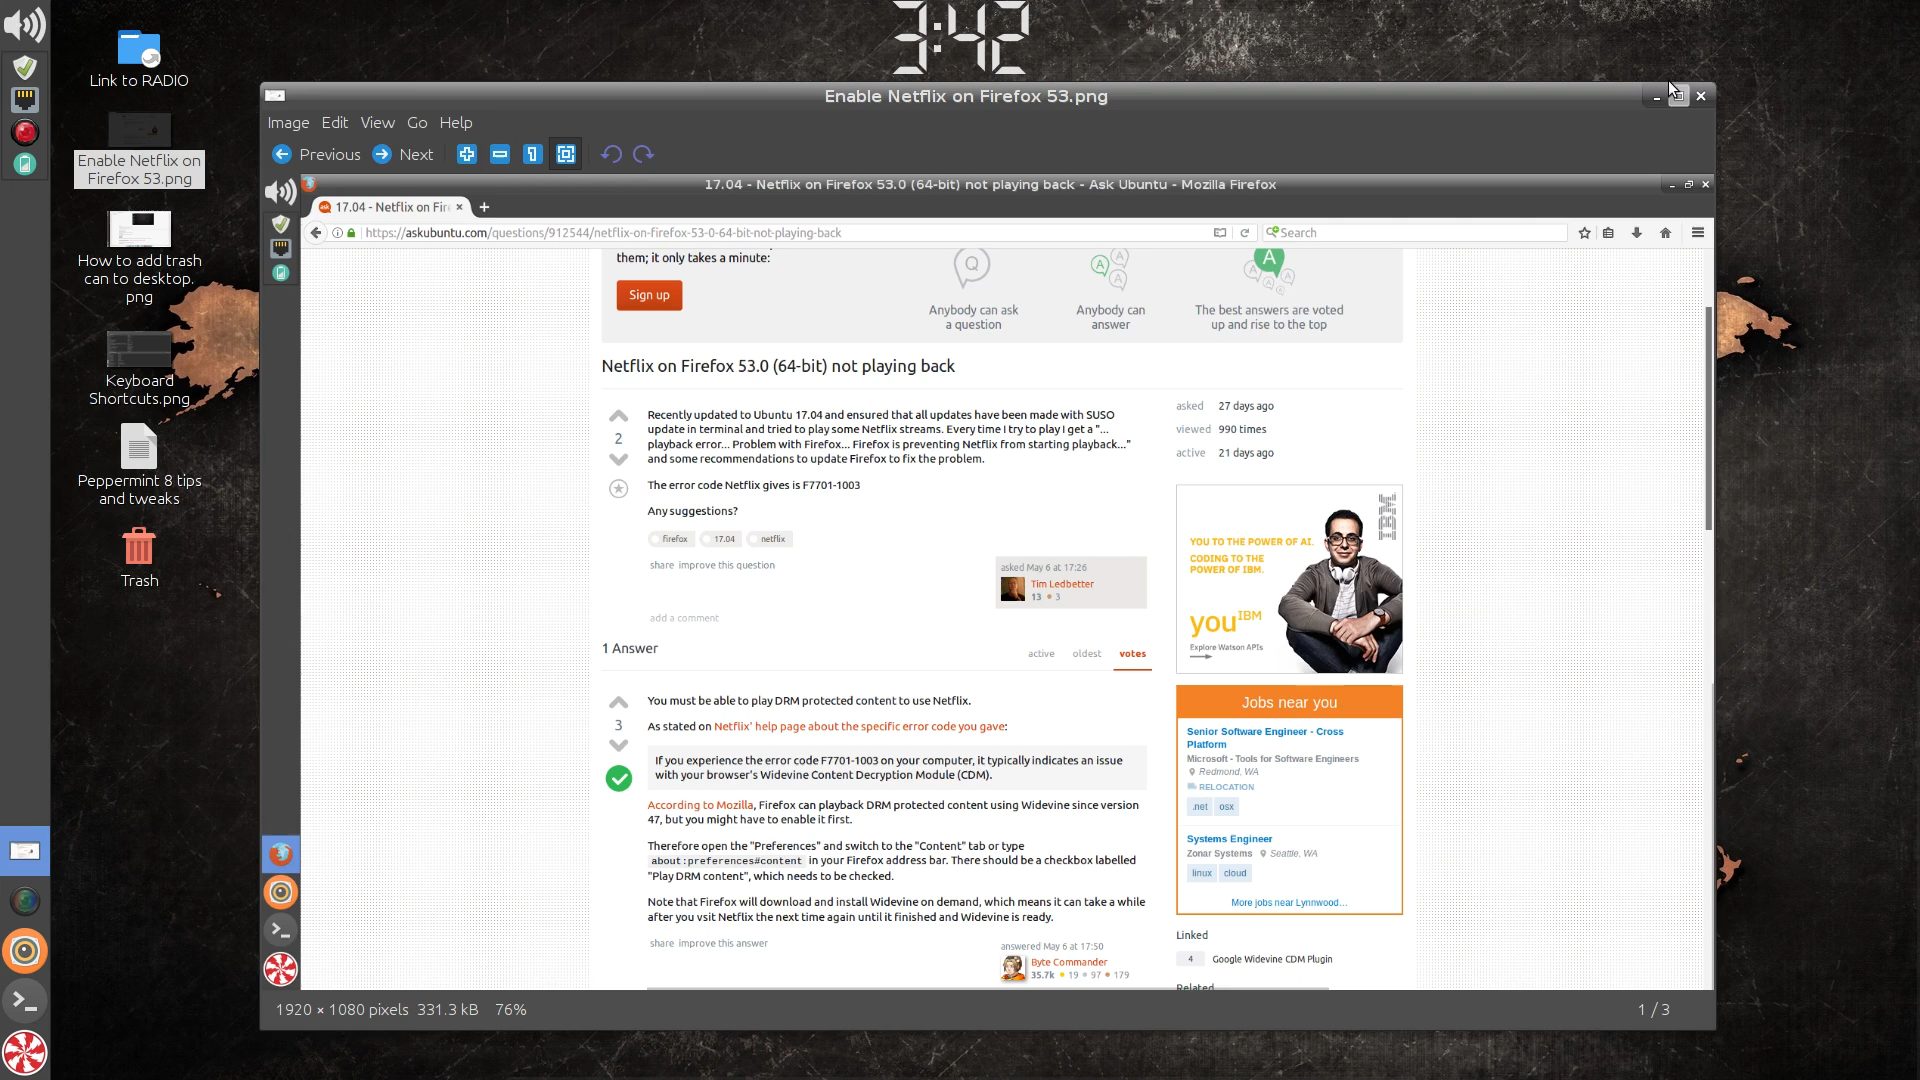 3:42
Link to RADIO
Enable Netflix on
Firefox 53.png
How to add trash
can to desktop.
png
Keyboard
Shortcuts.png
Peppermint 8 tips
and tweaks
Trash
Enable Netflix on Firefox 53.png
Image Edit View Go Help
Previous Next
17.04 - Netflix on Firefox 53.0 (64-bit) not playing back - Ask Ubuntu - Mozilla Firefox
17.04 - Netflix on Fir
https://askubuntu.com/questions/912544/netflix-on-firefox-53-0-64-bit-not-playing-back
Search
them; it only takes a minute:
Sign up
Q
A
A
A
A
A
A
A
Anybody can ask
a question
Anybody can
answer
The best answers are voted
up and rise to the top
Netflix on Firefox 53.0 (64-bit) not playing back
2
Recently updated to Ubuntu 17.04 and ensured that all updates have been made with SUSO
update in terminal and tried to play some Netflix streams. Every time I try to play I get a "...
playback error... Problem with Firefox... Firefox is preventing Netflix from starting playback..."
and some recommendations to update Firefox to fix the problem.
The error code Netflix gives is F7701-1003
Any suggestions?
firefox 17.04 netflix
share improve this question
asked May 6 at 17:26
Tim Ledbetter
13 3
add a comment
asked 27 days ago
viewed 990 times
active 21 days ago
IBM
YOU TO THE POWER OF AI.
CODING TO THE
POWER OF IBM.
you IBM
Explore Watson APIs
1 Answer
active oldest votes
3
You must be able to play DRM protected content to use Netflix.
As stated on Netflix' help page about the specific error code you gave:
If you experience the error code F7701-1003 on your computer, it typically indicates an issue
with your browser's Widevine Content Decryption Module (CDM).
According to Mozilla, Firefox can playback DRM protected content using Widevine since version
47, but you might have to enable it first.
Therefore open the "Preferences" and switch to the "Content" tab or type
about:preferences#content in your Firefox address bar. There should be a checkbox labelled
"Play DRM content", which needs to be checked.
Note that Firefox will download and install Widevine on demand, which means it can take a while
after you vsit Netflix the next time again until it finished and Widevine is ready.
share improve this answer
answered May 6 at 17:50
Byte Commander
35.7k 19 97 179
Jobs near you
Senior Software Engineer - Cross
Platform
Microsoft - Tools for Software Engineers
Redmond, WA
RELOCATION
.net osx
Systems Engineer
Zonar Systems Seattle, WA
linux cloud
More jobs near Lynnwood...
Linked
4 Google Widevine CDM Plugin
Related
1920 × 1080 pixels 331.3 kB 76%
1 / 3